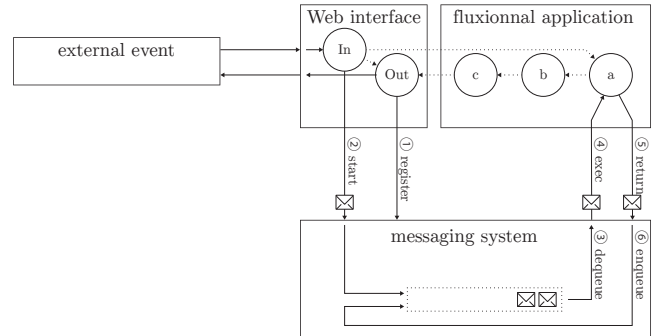 Web interface
fluxionnal application
external event
In
Out
c
b
a
② start
① register
④ exec
⑤ return
messaging system
③ dequeue
⑥ enqueue